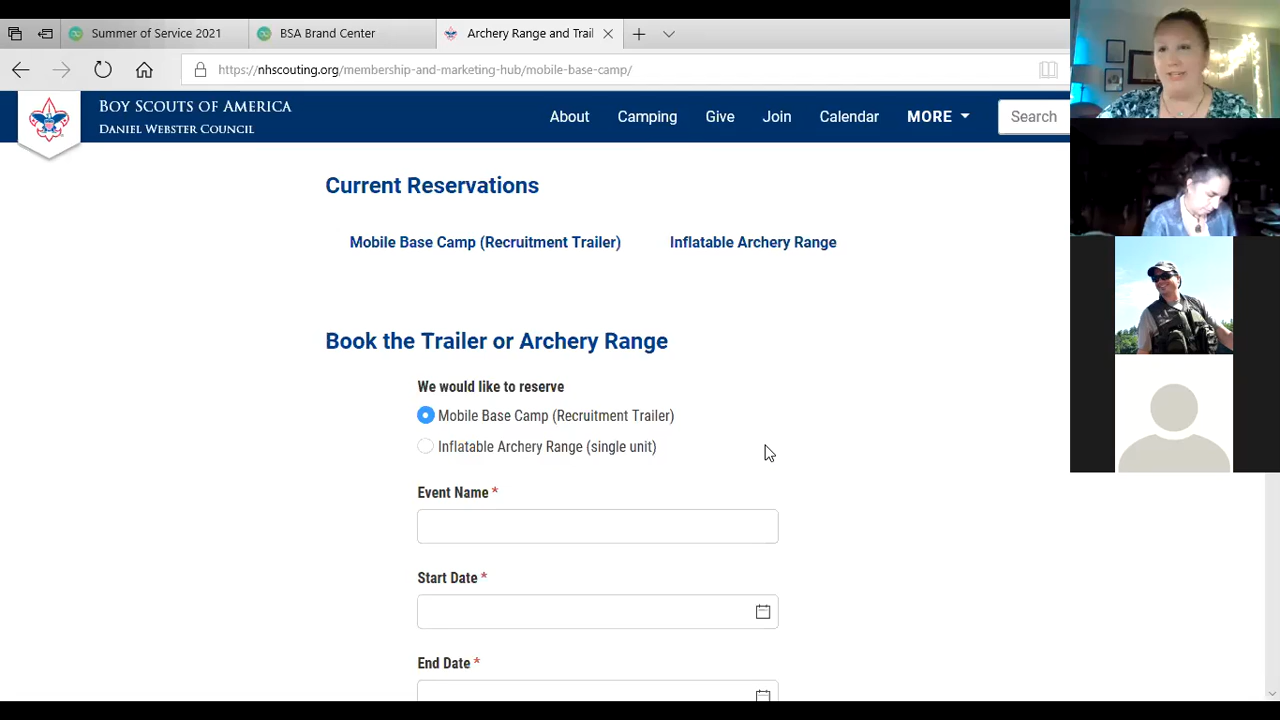 Summer of Service 2021
BSA Brand Center
Archery Range and Trail
https://nhscouting.org/membership-and-marketing-hub/mobile-base-camp/
BOY SCOUTS OF AMERICA
DANIEL WEBSTER COUNCIL
About
Camping
Give
Join
Calendar
MORE
Search
Current Reservations
Mobile Base Camp (Recruitment Trailer)
Inflatable Archery Range
Book the Trailer or Archery Range
We would like to reserve
Mobile Base Camp (Recruitment Trailer)
Inflatable Archery Range (single unit)
Event Name *
Start Date *
End Date *